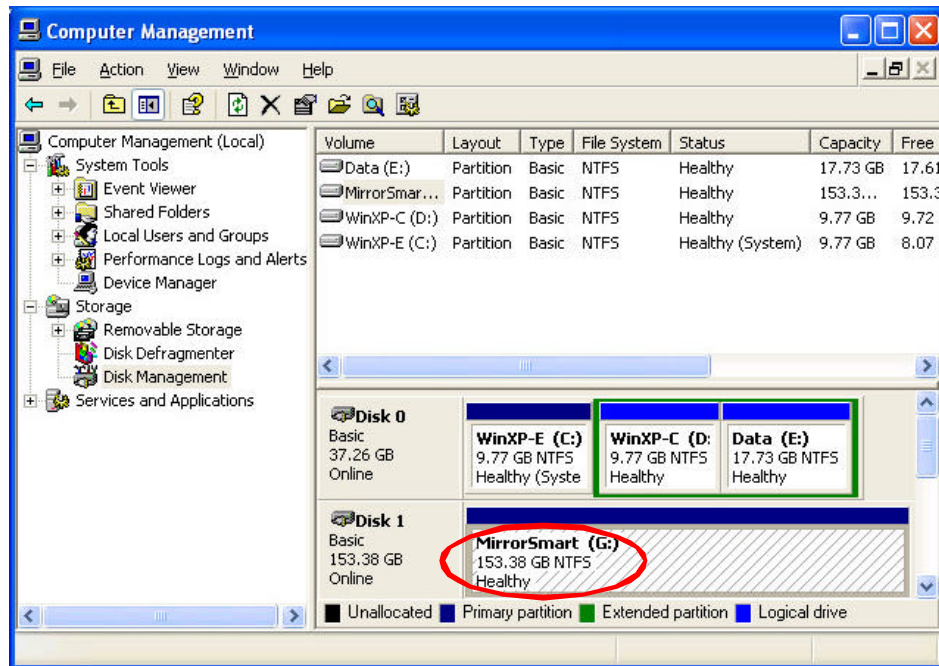 Computer Management
File Action View Window Help
Computer Management (Local)
System Tools
Event Viewer
Shared Folders
Local Users and Groups
Performance Logs and Alerts
Device Manager
Storage
Removable Storage
Disk Defragmenter
Disk Management
Services and Applications
Volume Layout Type File System Status Capacity Free
Data (E:) Partition Basic NTFS Healthy 17.73 GB 17.61
MirrorSmar... Partition Basic NTFS Healthy 153.3... 153.3
WinXP-C (D:) Partition Basic NTFS Healthy 9.77 GB 9.72
WinXP-E (C:) Partition Basic NTFS Healthy (System) 9.77 GB 8.07
Disk 0
Basic
37.26 GB
Online
WinXP-E (C:)
9.77 GB NTFS
Healthy (Syste
WinXP-C (D:
9.77 GB NTFS
Healthy
Data (E:)
17.73 GB NTFS
Healthy
Disk 1
Basic
153.38 GB
Online
MirrorSmart (G:)
153.38 GB NTFS
Healthy
Unallocated Primary partition Extended partition Logical drive